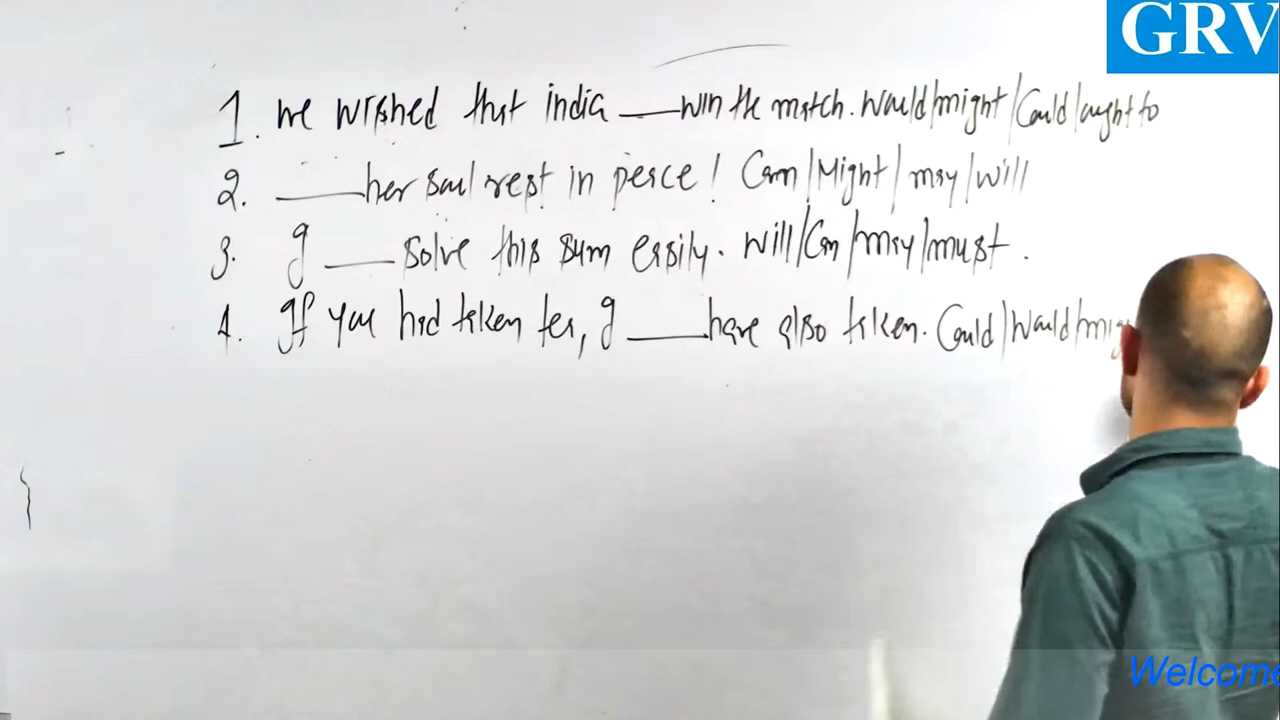 GRV
1. we wished that india ___ win the match. Would/might/Could/aught to
2. ___ her soul rest in peace! Can/Might/may/will
3. I ___ solve this sum easily. Will/Can/may/must.
4. If you had taken tea, I ___ have also taken. Could/Would/mig
Welcome